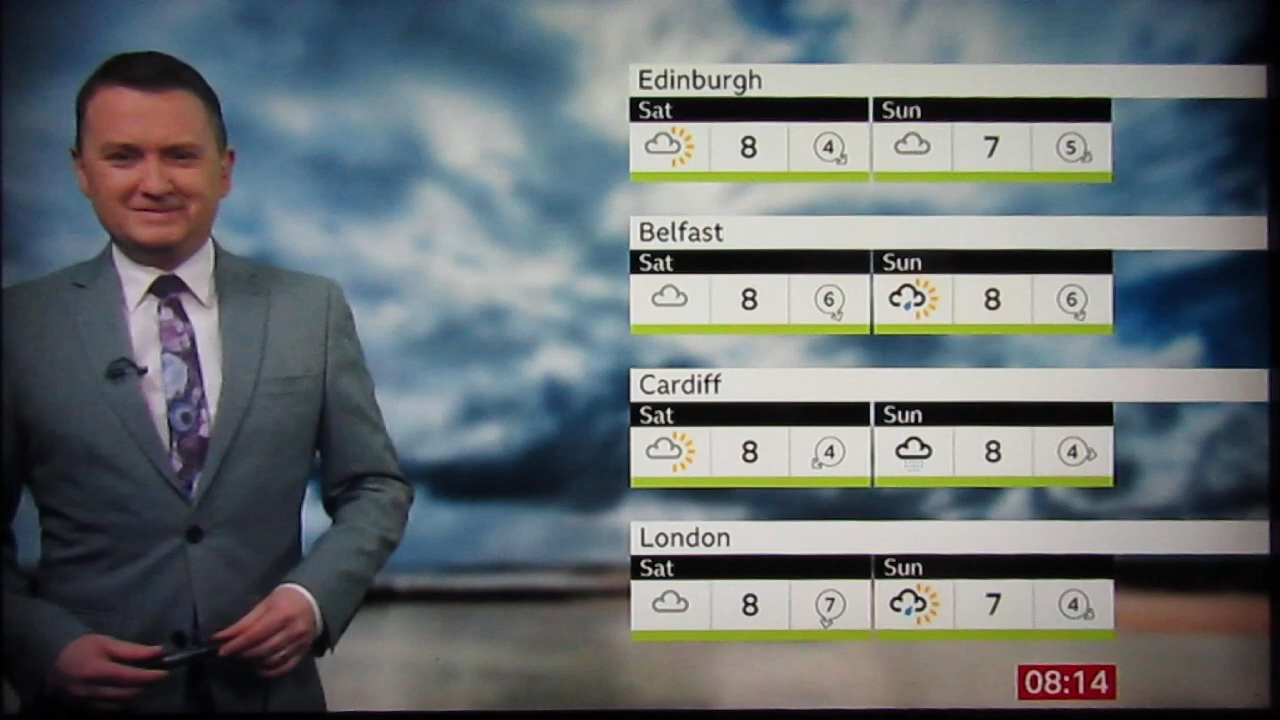 Edinburgh
Sat Sun
8 4 7 5
Belfast
Sat Sun
8 6 8 6
Cardiff
Sat Sun
8 4 8 4
London
Sat Sun
8 7 7 4
08:14